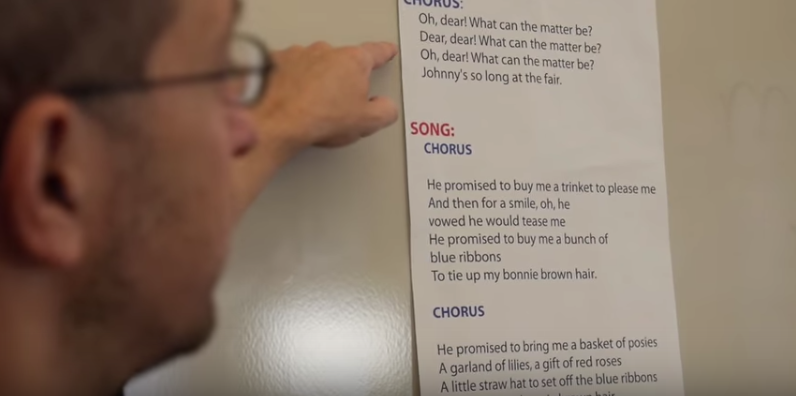 CHORUS:
Oh, dear! What can the matter be?
Dear, dear! What can the matter be?
Oh, dear! What can the matter be?
Johnny's so long at the fair.
SONG:
CHORUS
He promised to buy me a trinket to please me
And then for a smile, oh, he
vowed he would tease me
He promised to buy me a bunch of
blue ribbons
To tie up my bonnie brown hair.
CHORUS
He promised to bring me a basket of posies
A garland of lilies, a gift of red roses
A little straw hat to set off the blue ribbons
hair